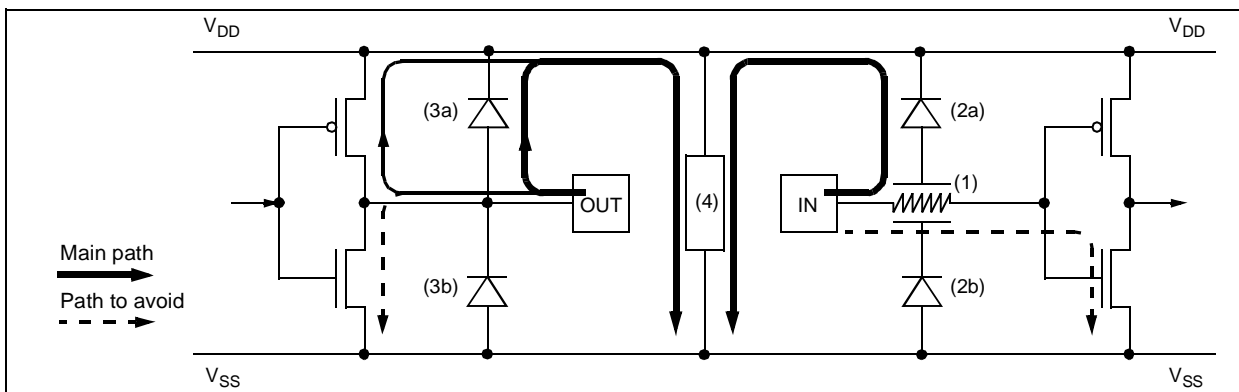 VDD
VDD
(3a)
(2a)
(1)
OUT
(4)
IN
Main path
(3b)
(2b)
Path to avoid
VSS
VSS